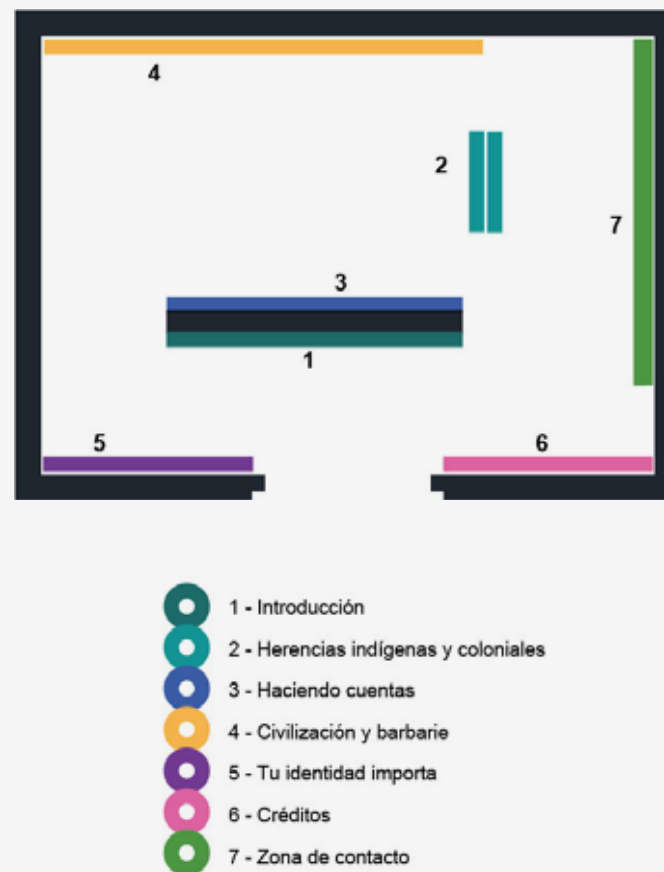 4
2
7
3
1
5
6
1 - Introducción
2 - Herencias indígenas y coloniales
3 - Haciendo cuentas
4 - Civilización y barbarie
5 - Tu identidad importa
6 - Créditos
7 - Zona de contacto